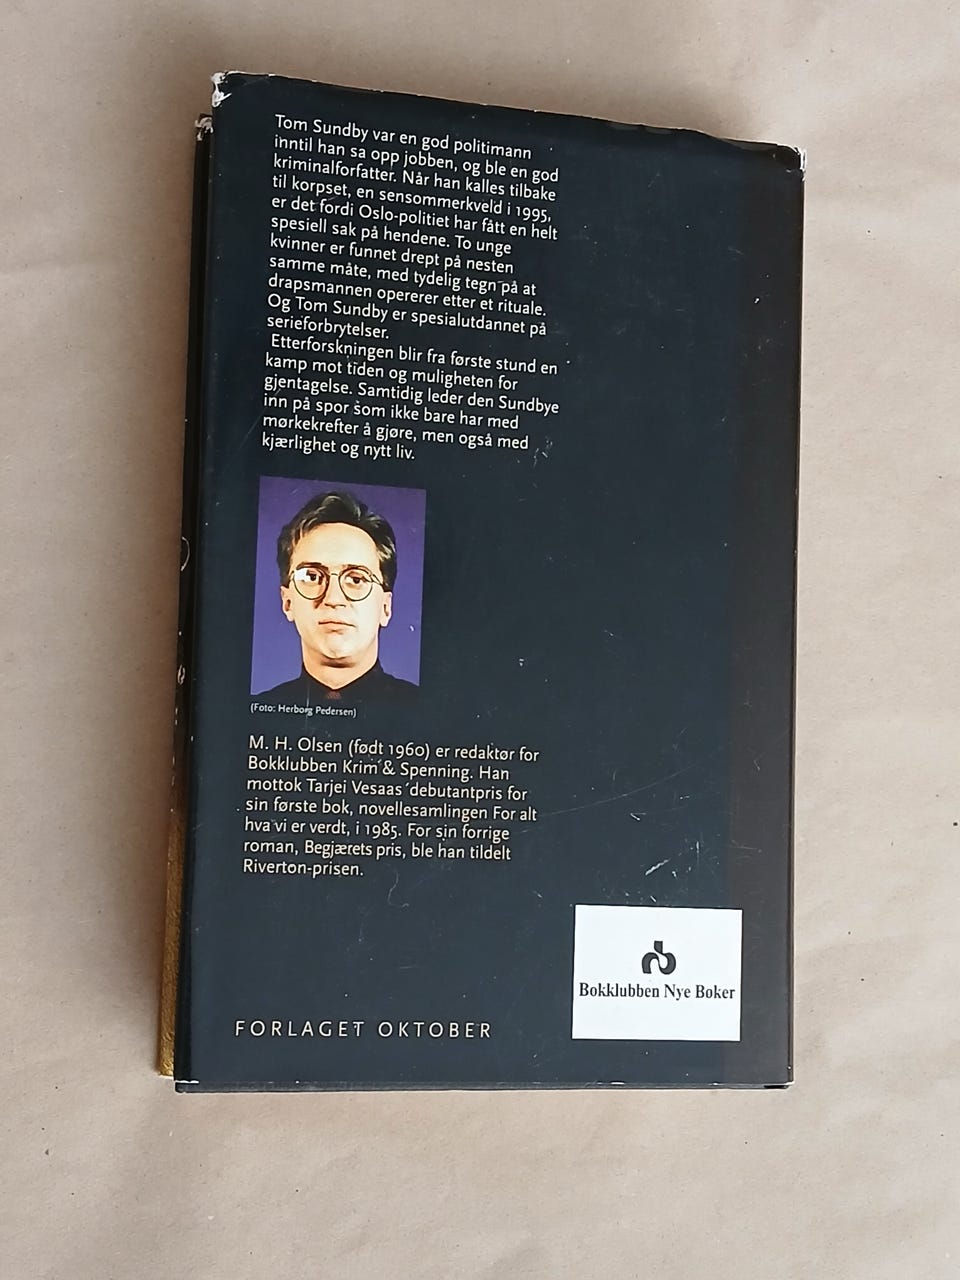 Tom Sundby var en god politimann
inntil han sa opp jobben, og ble en god
kriminalforfatter. Når han kalles tilbake
til korpset, en sensommerkveld i 1995,
er det fordi Oslo-politiet har fått en helt
spesiell sak på hendene. To unge
kvinner er funnet drept på nesten
samme måte, med tydelig tegn på at
drapsmannen opererer etter et rituale.
Og Tom Sundby er spesialutdannet på
serieforbrytelser.
Etterforskningen blir fra første stund en
kamp mot tiden og muligheten for
gjentagelse. Samtidig leder den Sundbye
inn på spor som ikke bare har med
mørkekrefter å gjøre, men også med
kjærlighet og nytt liv.
(Foto: Herborg Pedersen)
M. H. Olsen (født 1960) er redaktør for
Bokklubben Krim & Spenning. Han
mottok Tarjei Vesaas debutantpris for
sin første bok, novellesamlingen For alt
hva vi er verdt, i 1985. For sin forrige
roman, Begjærets pris, ble han tildelt
Riverton-prisen.
nb
Bokklubben Nye Bøker
FORLAGET OKTOBER